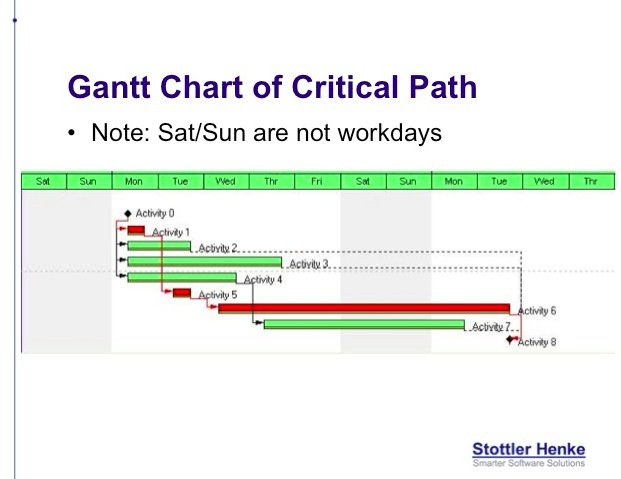 Gantt Chart of Critical Path
• Note: Sat/Sun are not workdays
Sat Sun Mon Tue Wed Thr Fri Sat Sun Mon Tue Wed Thr
Activity 0
Activity 1
Activity 2
Activity 3
Activity 4
Activity 5
Activity 6
Activity 7
Activity 8
Stottler Henke
Smarter Software Solutions